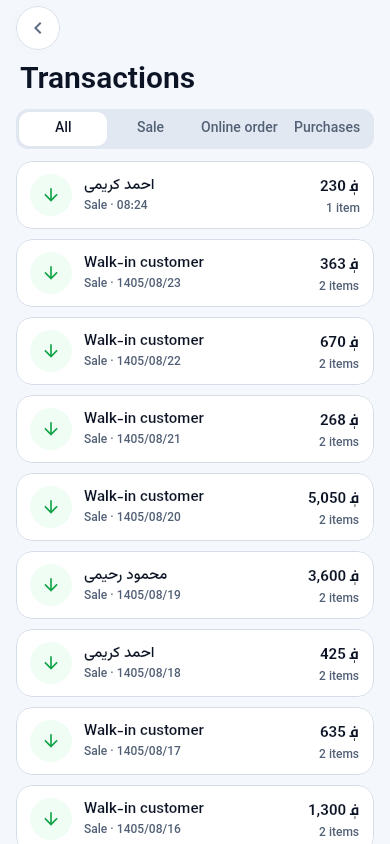 Transactions
All Sale Online order Purchases
احمد کریمی 230 ؋
Sale · 08:24 1 item
Walk-in customer 363 ؋
Sale · 1405/08/23 2 items
Walk-in customer 670 ؋
Sale · 1405/08/22 2 items
Walk-in customer 268 ؋
Sale · 1405/08/21 2 items
Walk-in customer 5,050 ؋
Sale · 1405/08/20 2 items
محمود رحیمی 3,600 ؋
Sale · 1405/08/19 2 items
احمد کریمی 425 ؋
Sale · 1405/08/18 2 items
Walk-in customer 635 ؋
Sale · 1405/08/17 2 items
Walk-in customer 1,300 ؋
Sale · 1405/08/16 2 items